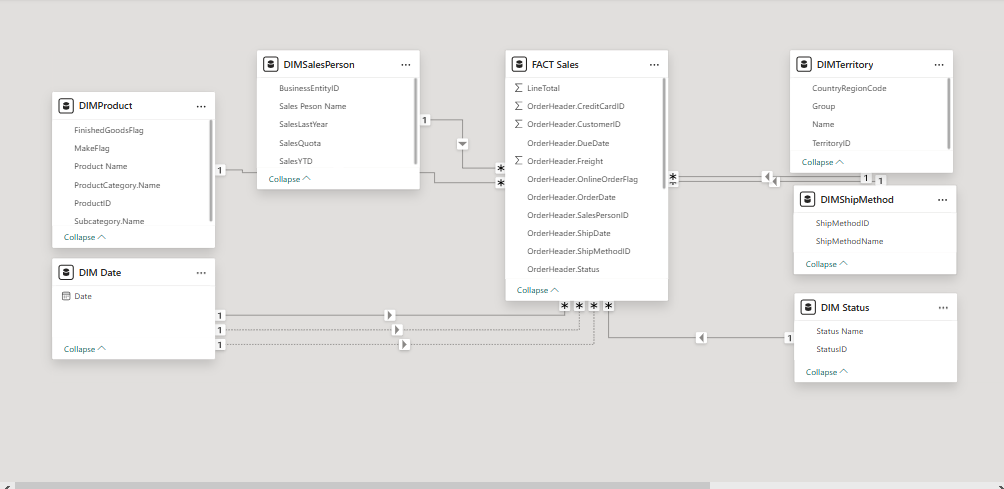 DIMProduct
FinishedGoodsFlag
MakeFlag
Product Name
ProductCategory.Name
ProductID
Subcategory.Name
Collapse
DIM Date
Date
Collapse
DIMSalesPerson
BusinessEntityID
Sales Peson Name
SalesLastYear
SalesQuota
SalesYTD
Collapse
FACT Sales
LineTotal
OrderHeader.CreditCardID
OrderHeader.CustomerID
OrderHeader.DueDate
OrderHeader.Freight
OrderHeader.OnlineOrderFlag
OrderHeader.OrderDate
OrderHeader.SalesPersonID
OrderHeader.ShipDate
OrderHeader.ShipMethodID
OrderHeader.Status
Collapse
DIMTerritory
CountryRegionCode
Group
Name
TerritoryID
Collapse
DIMShipMethod
ShipMethodID
ShipMethodName
Collapse
DIM Status
Status Name
StatusID
Collapse
1
1
1
1
1
1
1
1